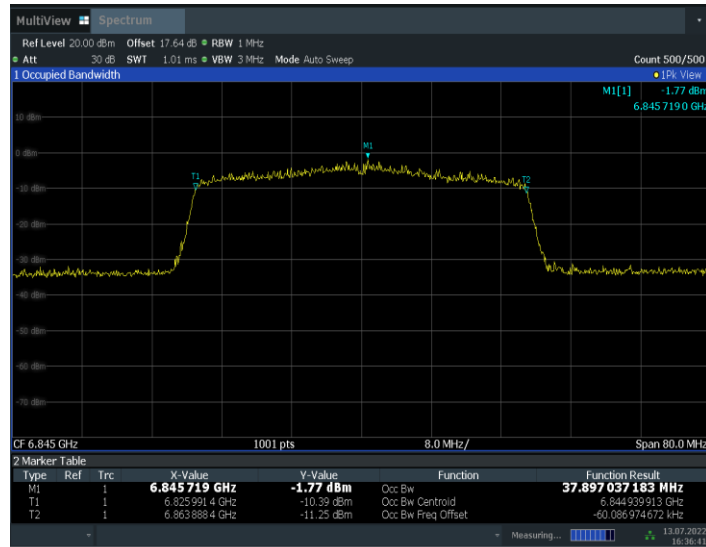 MultiView Spectrum
Ref Level 20.00 dBm Offset 17.64 dB RBW 1 MHz
Att 30 dB SWT 1.01 ms VBW 3 MHz Mode Auto Sweep Count 500/500
1 Occupied Bandwidth 1Pk View
M1[1] -1.77 dBm
6.845 719 0 GHz
10 dBm
M1
0 dBm
T1 T2
-10 dBm
-20 dBm
-30 dBm
-40 dBm
-50 dBm
-60 dBm
-70 dBm
CF 6.845 GHz 1001 pts 8.0 MHz/ Span 80.0 MHz
2 Marker Table
Type Ref Trc X-Value Y-Value Function Function Result
M1 1 6.845 719 GHz -1.77 dBm Occ Bw 37.897 037 183 MHz
T1 1 6.825 991 4 GHz -10.39 dBm Occ Bw Centroid 6.844 939 913 GHz
T2 1 6.863 888 4 GHz -11.25 dBm Occ Bw Freq Offset -60.086 974 672 kHz
Measuring... 13.07.2022
16:36:41